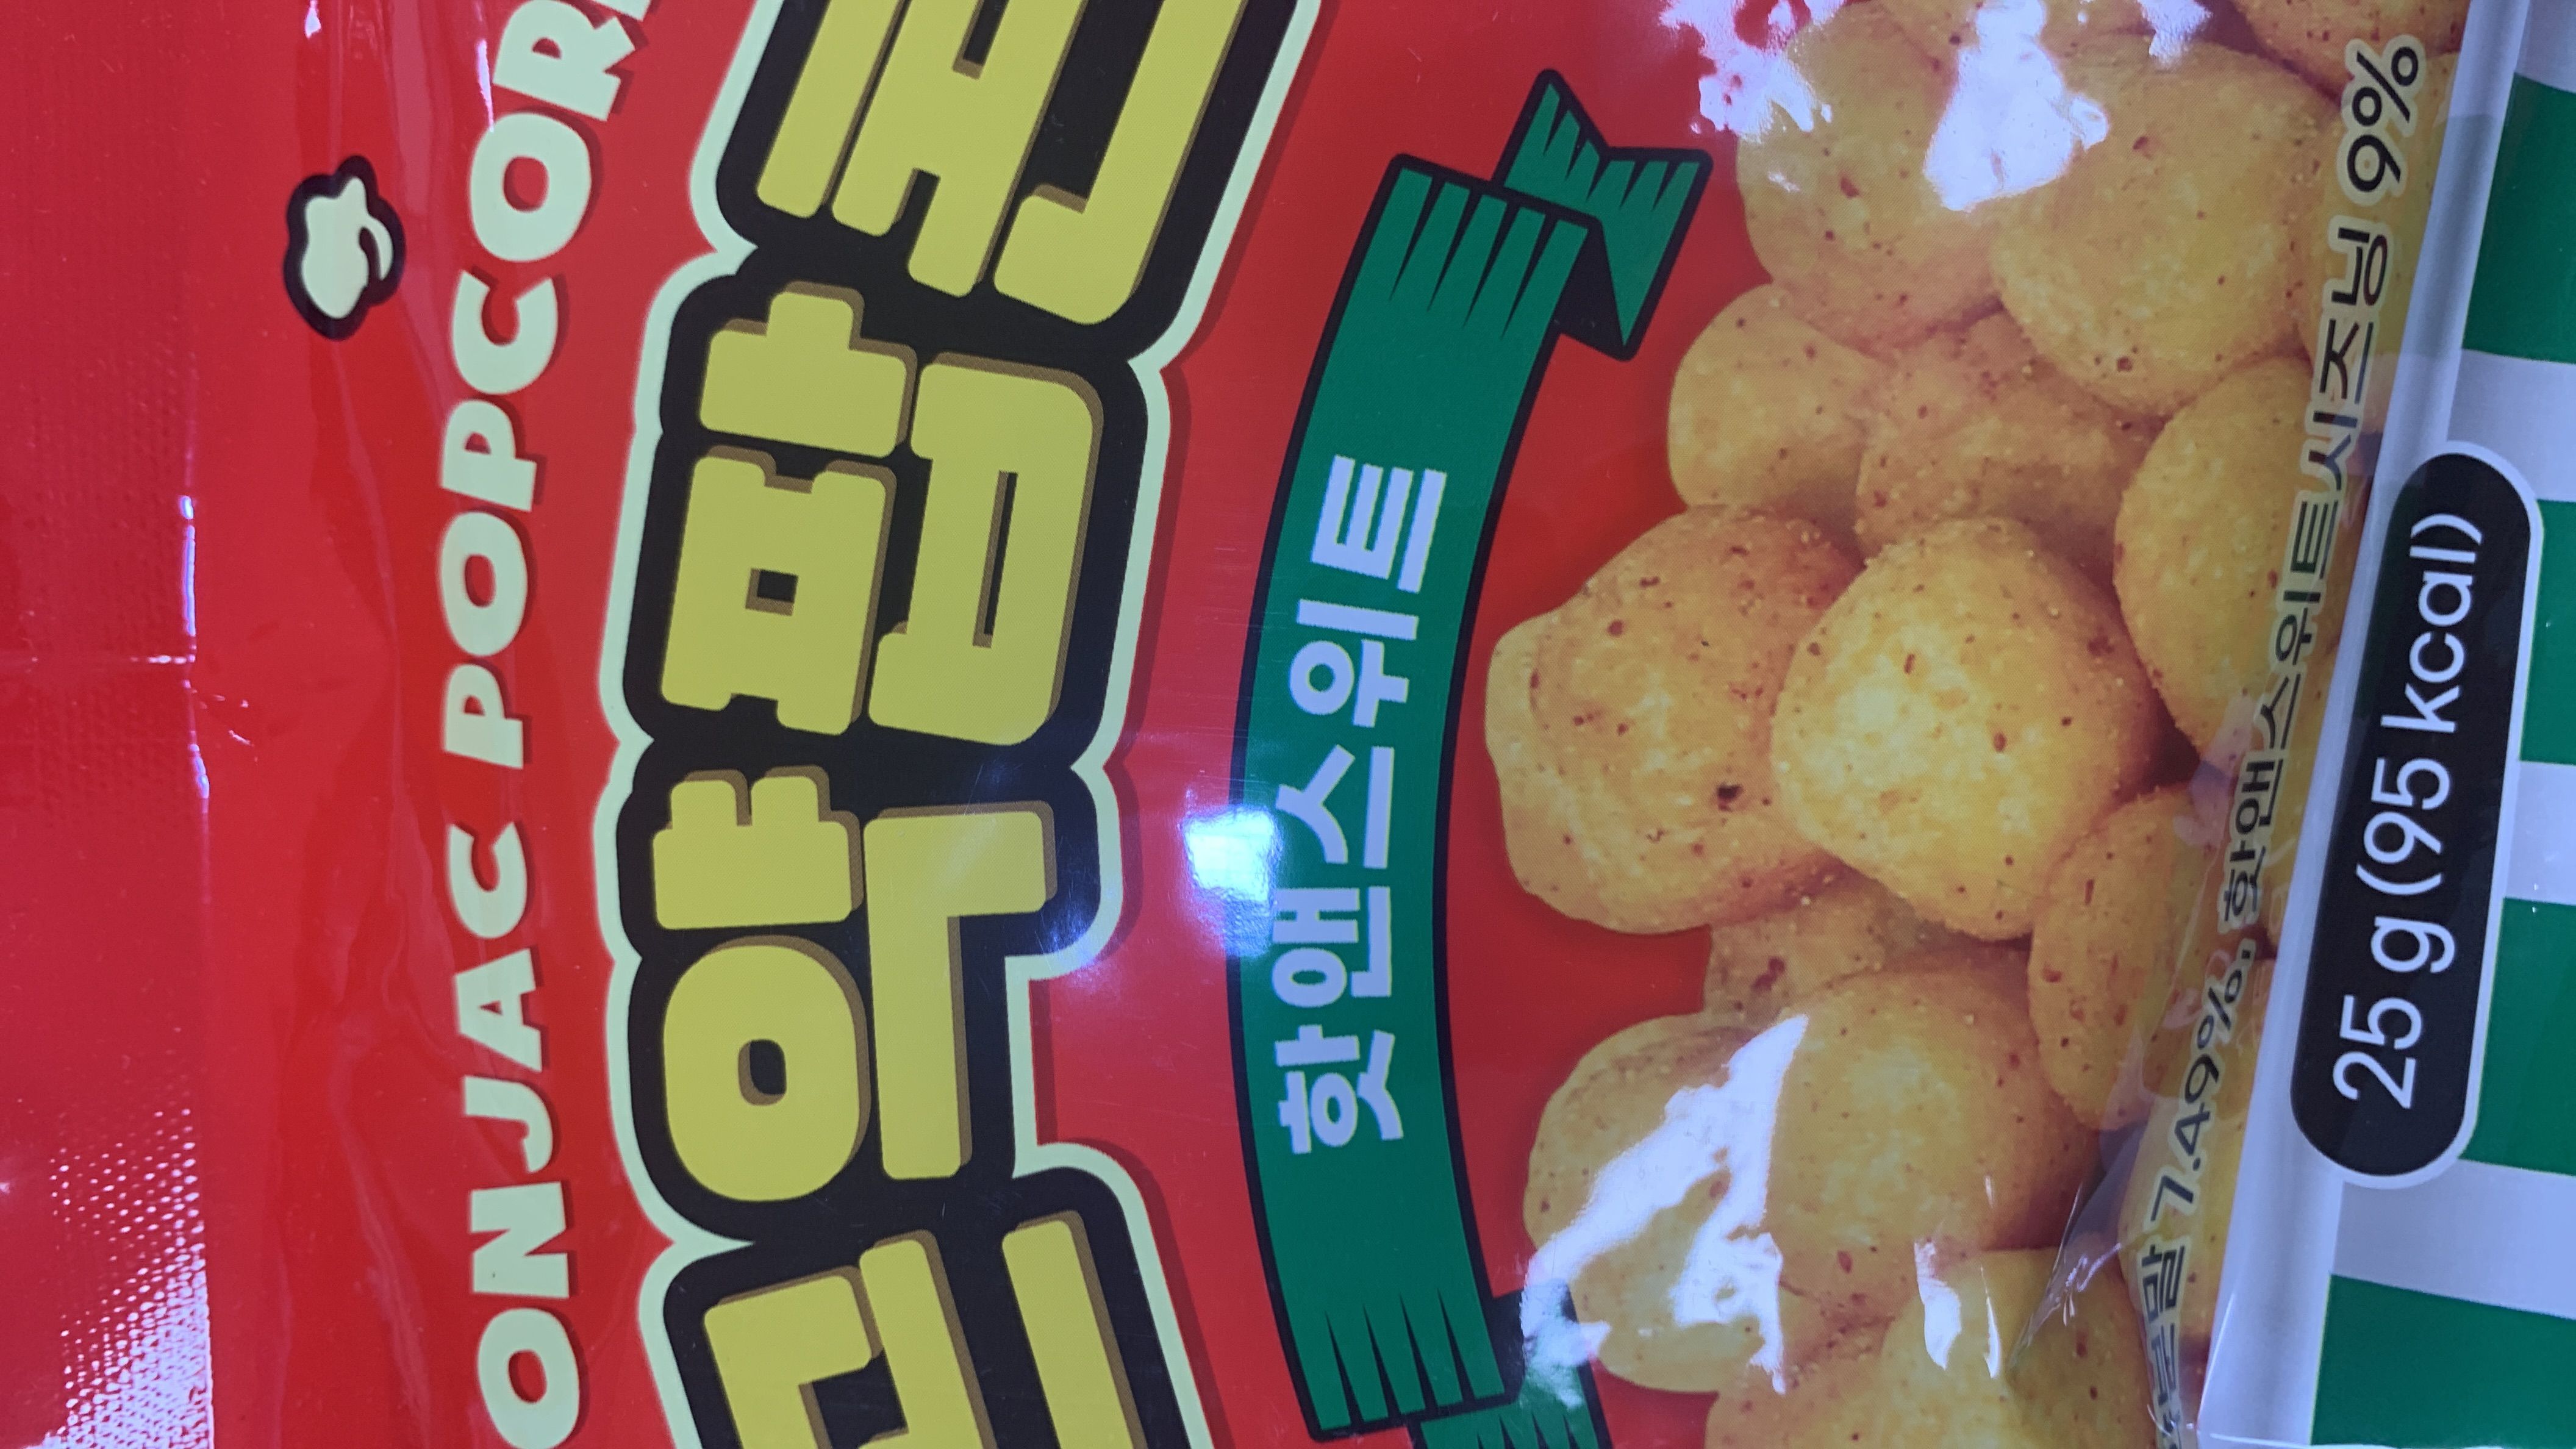 ONJAC POPCOR
곤약팝콘
핫앤스위트
말 7.49%, 핫앤스위트시즈닝 9%
25 g (95 kcal)